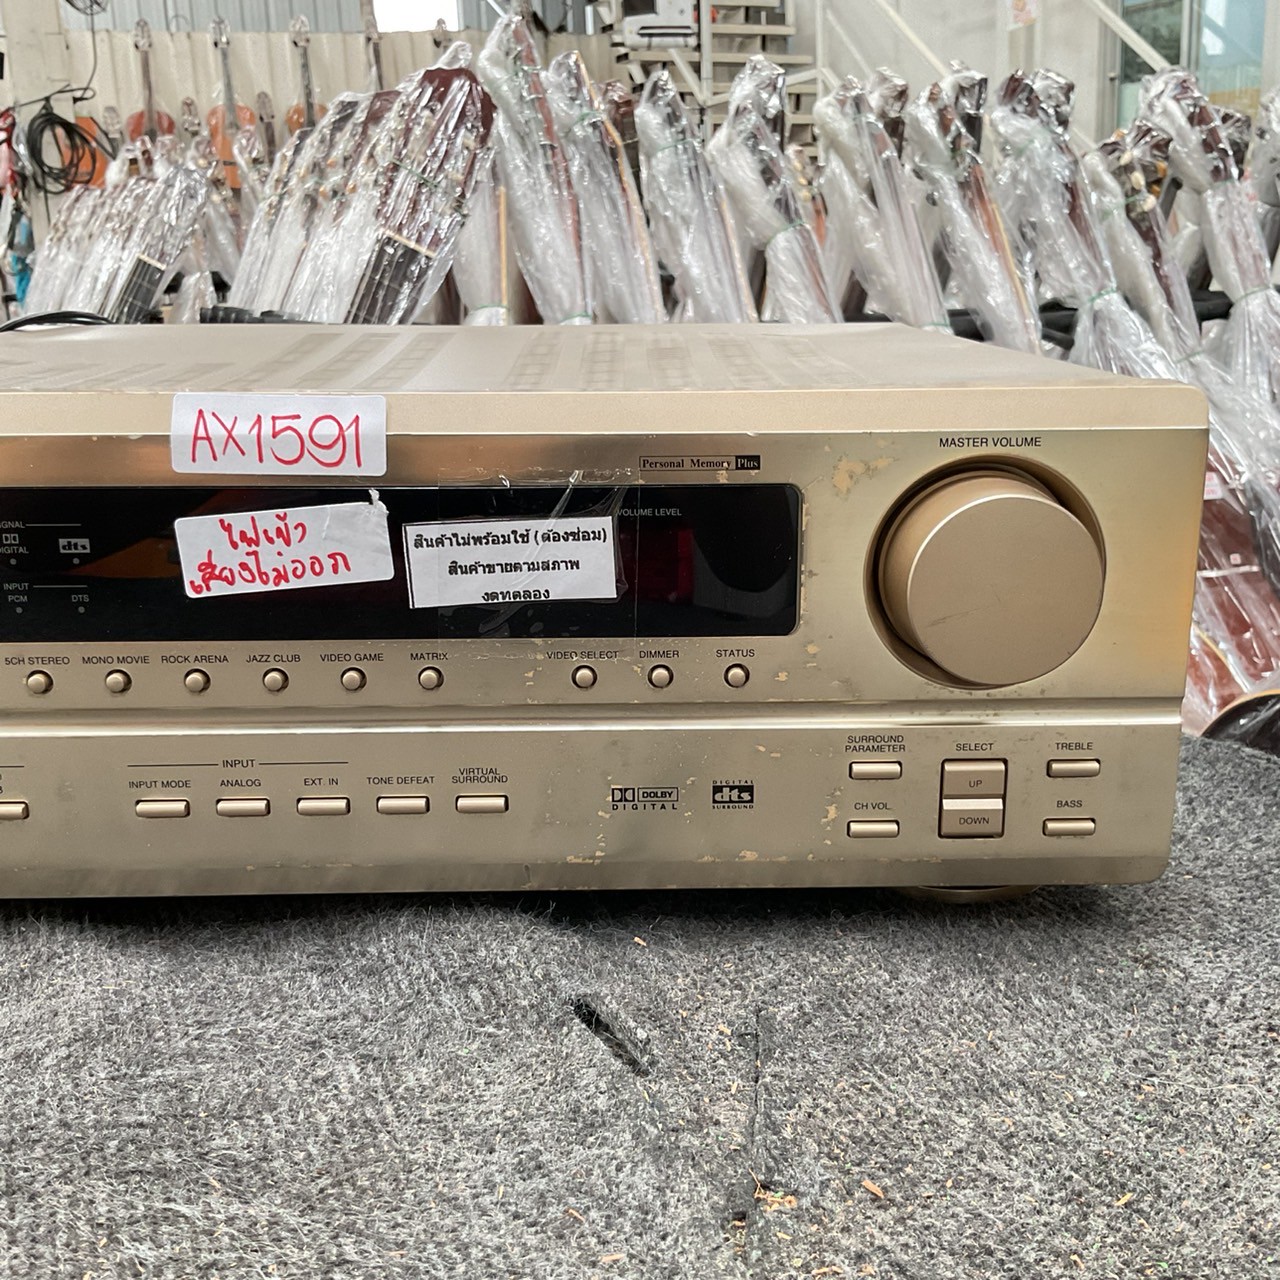 AX1591
MASTER VOLUME
Personal Memory Plus
VOLUME LEVEL
DIGITAL
dts
INPUT
PCM DTS
ไฟเข้า
เสียงไม่ออก
สินค้าไม่พร้อมใช้ (ต้องซ่อม)
สินค้าขายตามสภาพ
งดทดลอง
5CH STEREO MONO MOVIE ROCK ARENA JAZZ CLUB VIDEO GAME MATRIX VIDEO SELECT DIMMER STATUS
INPUT
INPUT MODE ANALOG EXT. IN TONE DEFEAT VIRTUAL SURROUND
DOLBY
DIGITAL
DIGITAL
dts
SURROUND
SURROUND PARAMETER
SELECT
TREBLE
UP
CH VOL.
DOWN
BASS